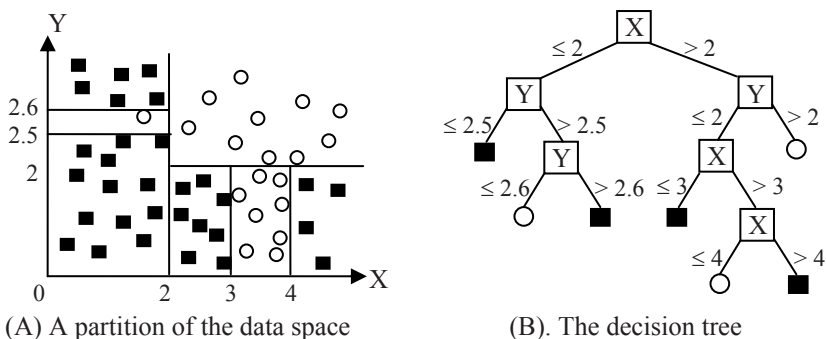 Y
2.6
2.5
2
0
2
3
4
X
(A) A partition of the data space
X
≤ 2
> 2
Y
Y
≤ 2.5
> 2.5
≤ 2
> 2
Y
X
≤ 2.6
> 2.6
≤ 3
> 3
X
≤ 4
> 4
(B). The decision tree